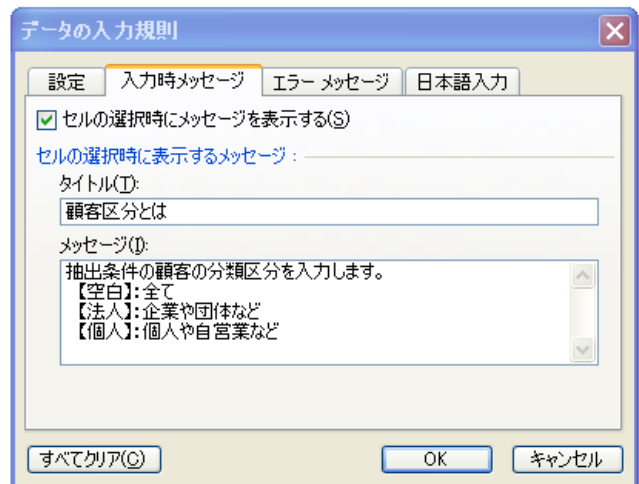 データの入力規則
設定 入力時メッセージ エラー メッセージ 日本語入力
セルの選択時にメッセージを表示する(S)
セルの選択時に表示するメッセージ：
タイトル(T):
顧客区分とは
メッセージ(I):
抽出条件の顧客の分類区分を入力します。
【空白】：全て
【法人】：企業や団体など
【個人】：個人や自営業など
すべてクリア(C) OK キャンセル